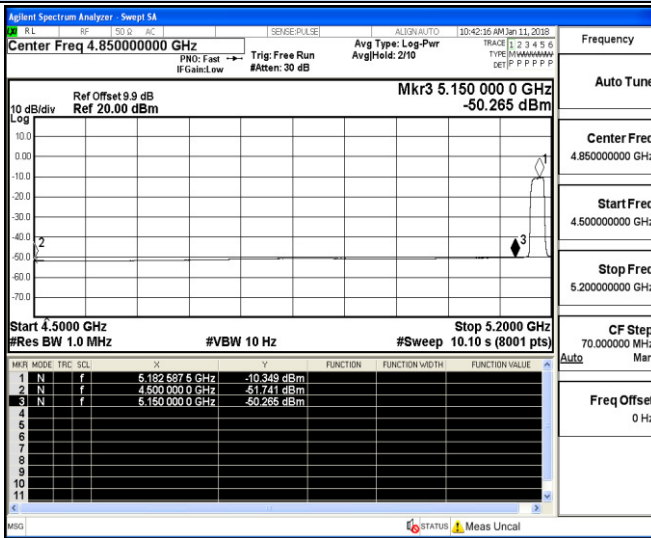 Agilent Spectrum Analyzer - Swept SA
RL RF 50 Ω AC SENSE:PULSE ALIGN AUTO 10:42:16 AM Jan 11, 2018
Center Freq 4.850000000 GHz
PNO: Fast
IFGain:Low
Trig: Free Run
#Atten: 30 dB
Avg Type: Log-Pwr
Avg|Hold: 2/10
TRACE 1 2 3 4 5 6
TYPE M
DET P P P P P P
Frequency
Auto Tune
Mkr3 5.150 000 0 GHz
-50.265 dBm
Ref Offset 9.9 dB
10 dB/div Ref 20.00 dBm
Log
10.0
0.00
-10.0
-20.0
-30.0
-40.0
-50.0
-60.0
-70.0
1
2
3
Center Freq
4.850000000 GHz
Start Freq
4.500000000 GHz
Stop Freq
5.200000000 GHz
Start 4.5000 GHz Stop 5.2000 GHz
#Res BW 1.0 MHz #VBW 10 Hz #Sweep 10.10 s (8001 pts)
CF Step
70.000000 MHz
Auto Man
MKR MODE TRC SCL X Y FUNCTION FUNCTION WIDTH FUNCTION VALUE
1 N f 5.182 587 5 GHz -10.349 dBm
2 N f 4.500 000 0 GHz -51.741 dBm
3 N f 5.150 000 0 GHz -50.265 dBm
4
5
6
7
8
9
10
11
Freq Offset
0 Hz
MSG STATUS Meas Uncal